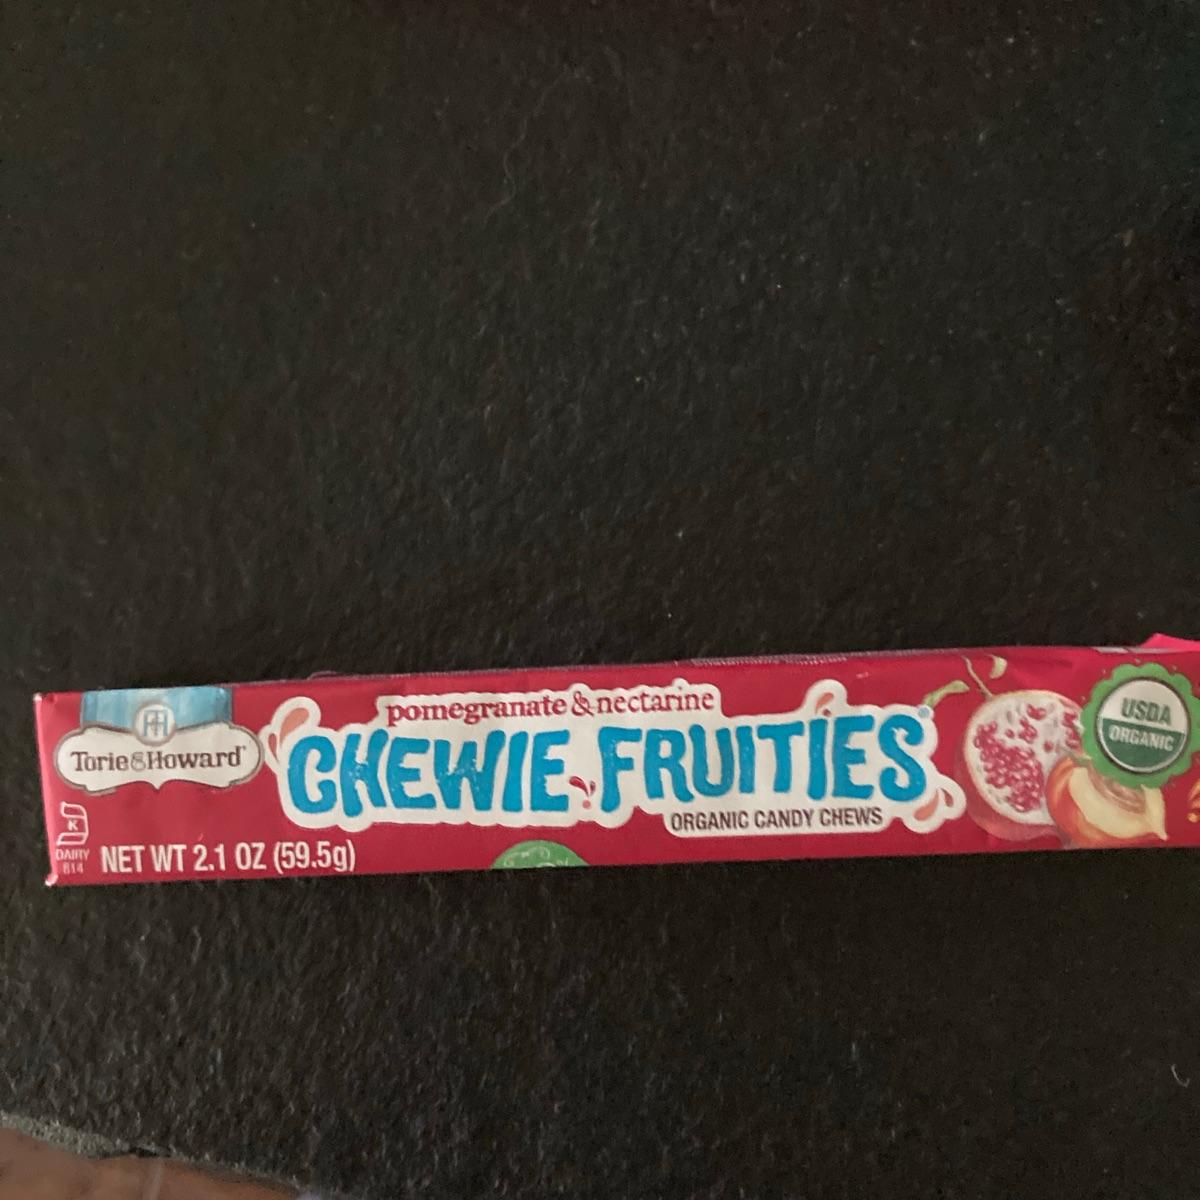 pomegranate & nectarine
Torie & Howard®
CHEWIE FRUITIES®
ORGANIC CANDY CHEWS
USDA
ORGANIC
K
DAIRY
614
NET WT 2.1 OZ (59.5g)